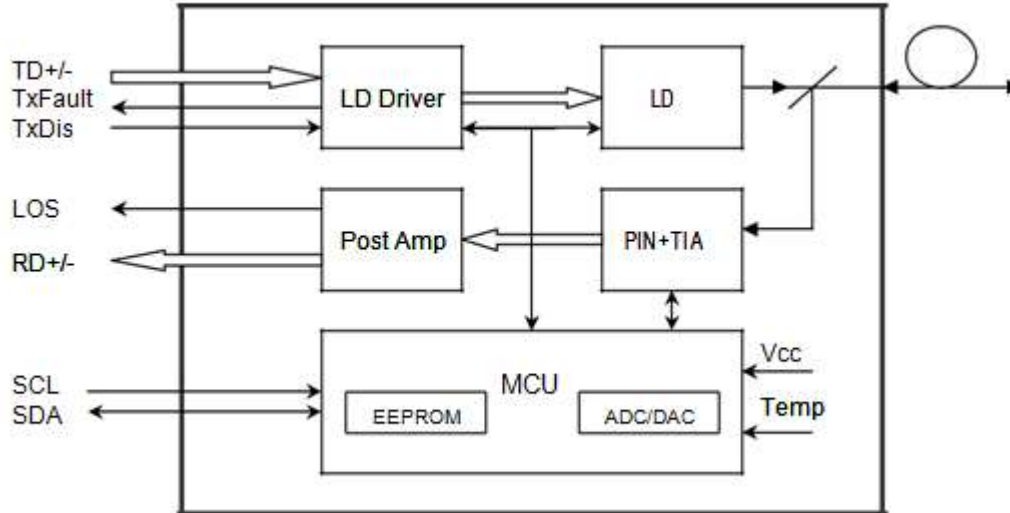 TD+/-
TxFault
TxDis
LD Driver
LD
LOS
RD+/-
Post Amp
PIN+TIA
SCL
SDA
MCU
EEPROM
ADC/DAC
Vcc
Temp